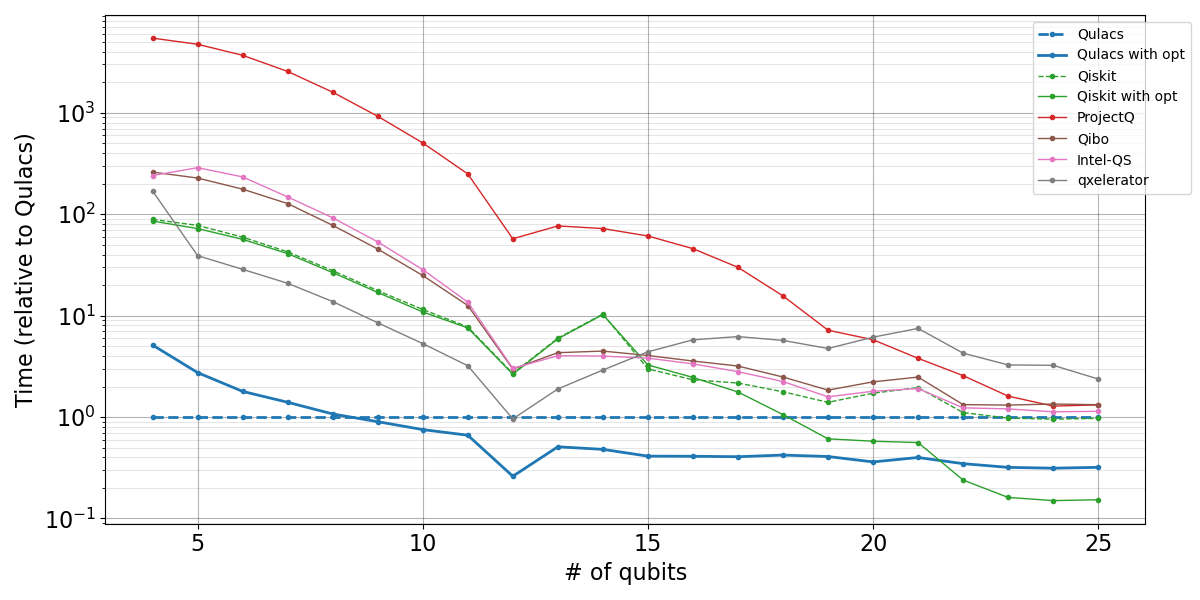 Time (relative to Qulacs)
10³
10²
10¹
10⁰
10⁻¹
5
10
15
20
25
# of qubits
Qulacs
Qulacs with opt
Qiskit
Qiskit with opt
ProjectQ
Qibo
Intel-QS
qxelerator